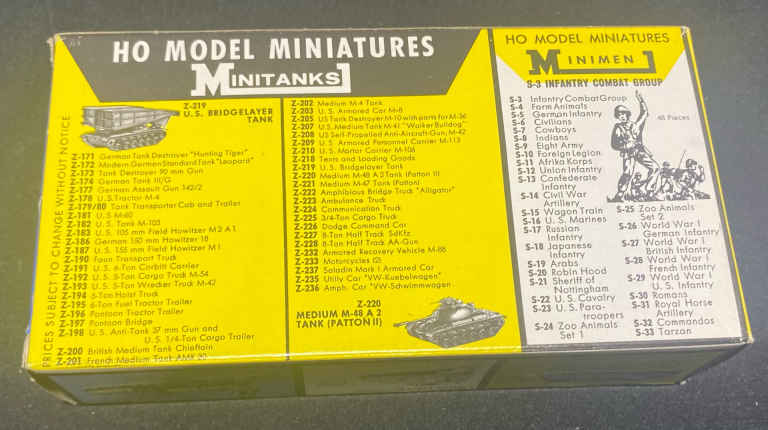 HO MODEL MINIATURES
MINITANKS
PRICES SUBJECT TO CHANGE WITHOUT NOTICE
Z-219
U.S. BRIDGELAYER
TANK
Z-171 German Tank Destroyer "Hunting Tiger"
Z-172 Modern German Standard Tank "Leopard"
Z-173 Tank Destroyer 90 mm Gun
Z-174 German Tank III/G
Z-177 German Assault Gun 142/2
Z-178 U.S. Tractor M-4
Z-179/80 Tank Transporter Cab and Trailer
Z-181 U.S. M-60
Z-182 U.S. Tank M-103
Z-183 U.S. 105 mm Field Howitzer M 2 A 1
Z-186 German 150 mm Howitzer 18
Z-187 U.S. 155 mm Field Howitzer M 1
Z-190 Faun Transport Truck
Z-191 U.S. 6-Ton Corbitt Carrier
Z-192 U.S. 5-Ton Cargo Truck M-54
Z-193 U.S. 5-Ton Wrecker Truck M-42
Z-194 6-Ton Hoist Truck
Z-195 6-Ton Fuel Tractor Trailer
Z-196 Pontoon Tractor Trailer
Z-197 Pontoon Bridge
Z-198 U.S. Anti-Tank 37 mm Gun and
U.S. 1/4-Ton Cargo Trailer
Z-200 British Medium Tank Chieftain
Z-201 French Medium Tank AMX 30
Z-202 Medium M-4 Tank
Z-203 U.S. Armored Car M-8
Z-205 US Tank Destroyer M-10 with parts for M-36
Z-207 U.S. Medium Tank M-41 "Walker Bulldog"
Z-208 US Self-Propelled Anti-Aircraft-Gun, M-42
Z-209 U.S. Armored Personnel Carrier M-113
Z-210 U.S. Mortar Carrier M-106
Z-218 Tents and Loading Goods
Z-219 U.S. Bridgelayer Tank
Z-220 Medium M-48 A 2 Tank (Patton II)
Z-221 Medium M-47 Tank (Patton)
Z-222 Amphibious Bridge Truck "Alligator"
Z-223 Ambulance Truck
Z-224 Communication Truck
Z-225 3/4-Ton Cargo Truck
Z-226 Dodge Command Car
Z-227 8-Ton Half Track SdKfz
Z-228 8-Ton Half Track AA-Gun
Z-232 Armored Recovery Vehicle M-88
Z-233 Motorcycles (2)
Z-237 Saladin Mark I Armored Car
Z-235 Utility Car "VW-Kuebelwagen"
Z-236 Amph. Car "VW-Schwimmwagen
Z-220
MEDIUM M-48 A 2
TANK (PATTON II)
HO MODEL MINIATURES
MINIMEN
S-3 INFANTRY COMBAT GROUP
48 Pieces
S-3 Infantry Combat Group
S-4 Farm Animals
S-5 German Infantry
S-6 Civilians
S-7 Cowboys
S-8 Indians
S-9 Eight Army
S-10 Foreign Legion
S-11 Afrika Korps
S-12 Union Infantry
S-13 Confederate
Infantry
S-14 Civil War
Artillery
S-15 Wagon Train
S-16 U.S. Marines
S-17 Russian
Infantry
S-18 Japanese
Infantry
S-19 Arabs
S-20 Robin Hood
S-21 Sheriff of
Nottingham
S-22 U.S. Cavalry
S-23 U.S. Para-
troopers
S-24 Zoo Animals
Set 1
S-25 Zoo Animals
Set 2
S-26 World War I
German Infantry
S-27 World War I
British Infantry
S-28 World War I
French Infantry
S-29 World War I
U.S. Infantry
S-30 Romans
S-31 Royal Horse
Artillery
S-32 Commandos
S-33 Tarzan